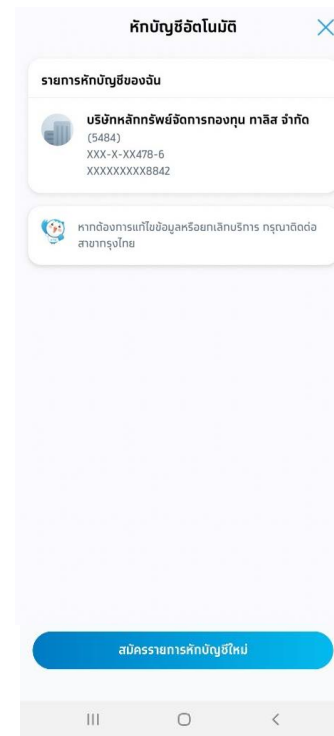 หักบัญชีอัตโนมัติ
รายการหักบัญชีของฉัน
บริษัทหลักทรัพย์จัดการกองทุน ทาลิส จำกัด
(5484)
XXX-X-XX478-6
XXXXXXXXX8842
หากต้องการแก้ไขข้อมูลหรือยกเลิกบริการ กรุณาติดต่อ
สาขากรุงไทย
สมัครรายการหักบัญชีใหม่